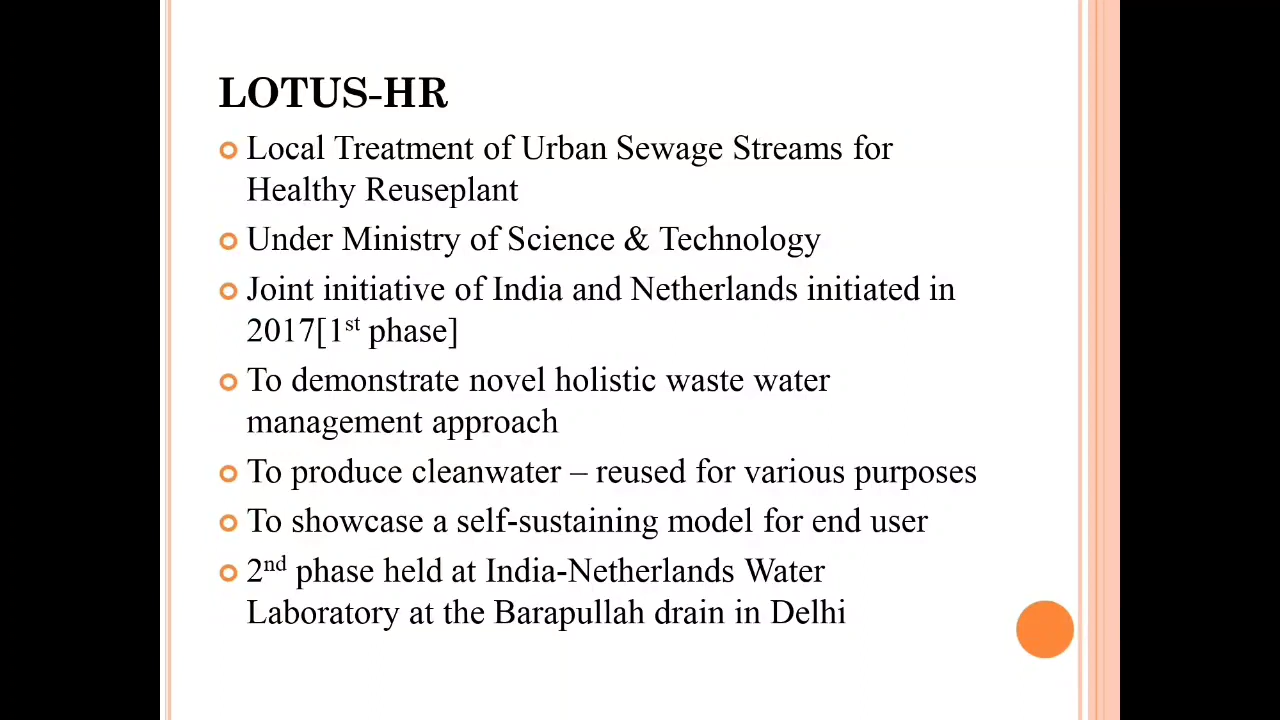 LOTUS-HR
Local Treatment of Urban Sewage Streams for
Healthy Reuseplant
Under Ministry of Science & Technology
Joint initiative of India and Netherlands initiated in
2017[1st phase]
To demonstrate novel holistic waste water
management approach
To produce cleanwater – reused for various purposes
To showcase a self-sustaining model for end user
2nd phase held at India-Netherlands Water
Laboratory at the Barapullah drain in Delhi